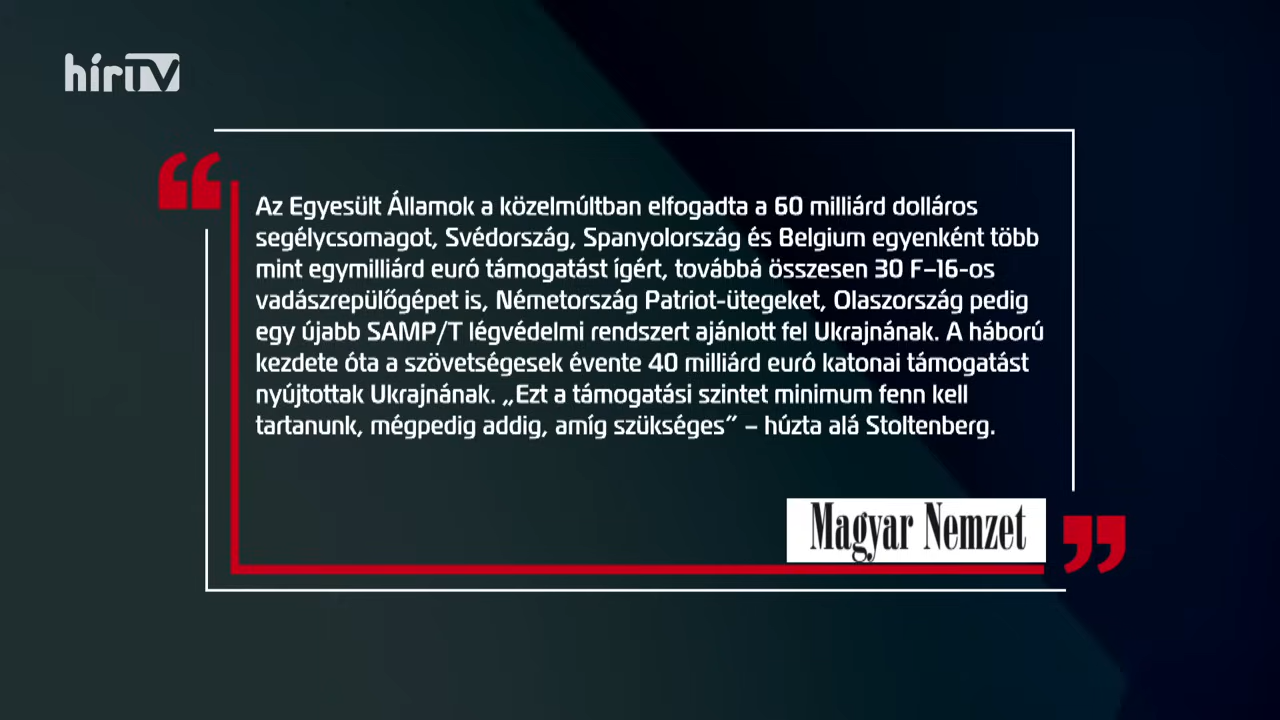 hírTV
Az Egyesült Államok a közelmúltban elfogadta a 60 milliárd dolláros
segélycsomagot, Svédország, Spanyolország és Belgium egyenként több
mint egymilliárd euró támogatást ígért, továbbá összesen 30 F–16-os
vadászrepülőgépet is, Németország Patriot-ütegeket, Olaszország pedig
egy újabb SAMP/T légvédelmi rendszert ajánlott fel Ukrajnának. A háború
kezdete óta a szövetségesek évente 40 milliárd euró katonai támogatást
nyújtottak Ukrajnának. „Ezt a támogatási szintet minimum fenn kell
tartanunk, mégpedig addig, amíg szükséges” – húzta alá Stoltenberg.
Magyar Nemzet